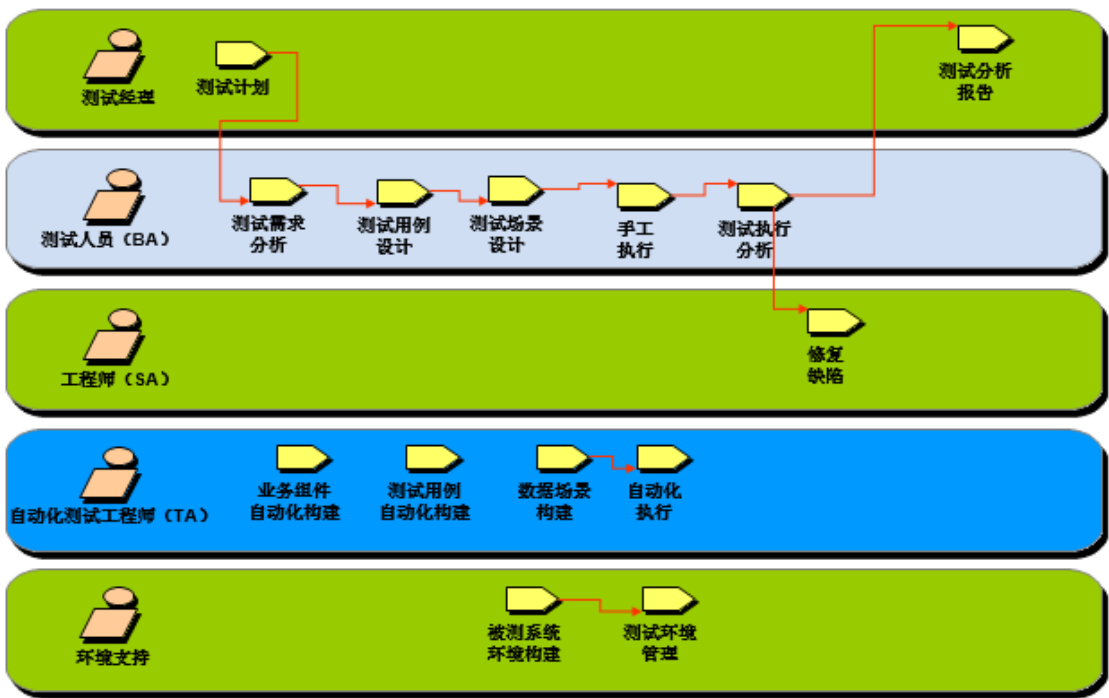 测试经理
测试计划
测试分析
报告
测试人员（BA）
测试需求
分析
测试用例
设计
测试场景
设计
手工
执行
测试执行
分析
工程师（SA）
修复
缺陷
自动化测试工程师（TA）
业务组件
自动化构建
测试用例
自动化构建
数据场景
构建
自动化
执行
环境支持
被测系统
环境构建
测试环境
管理